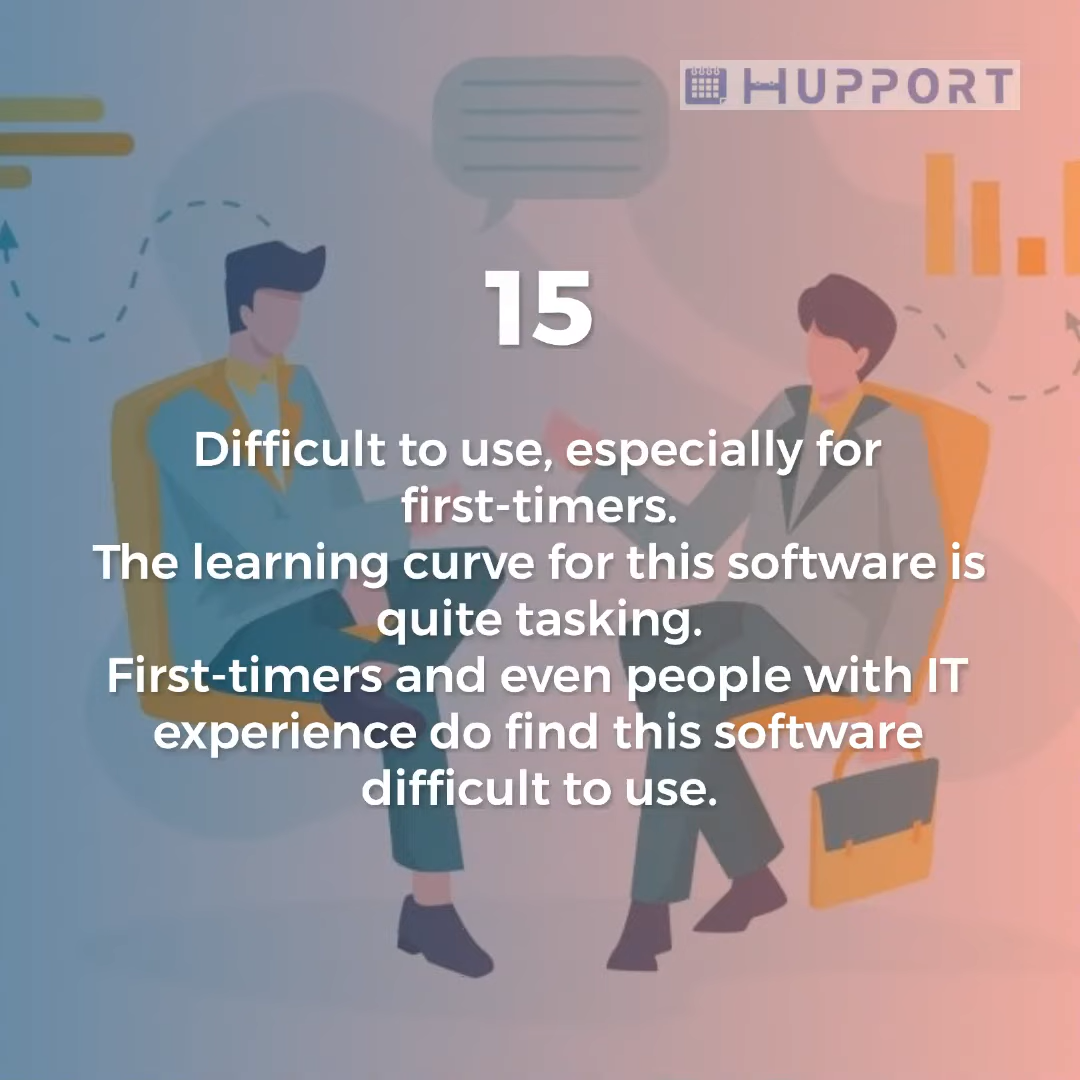 HUPPORT
15
Difficult to use, especially for
first-timers.
The learning curve for this software is
quite tasking.
First-timers and even people with IT
experience do find this software
difficult to use.